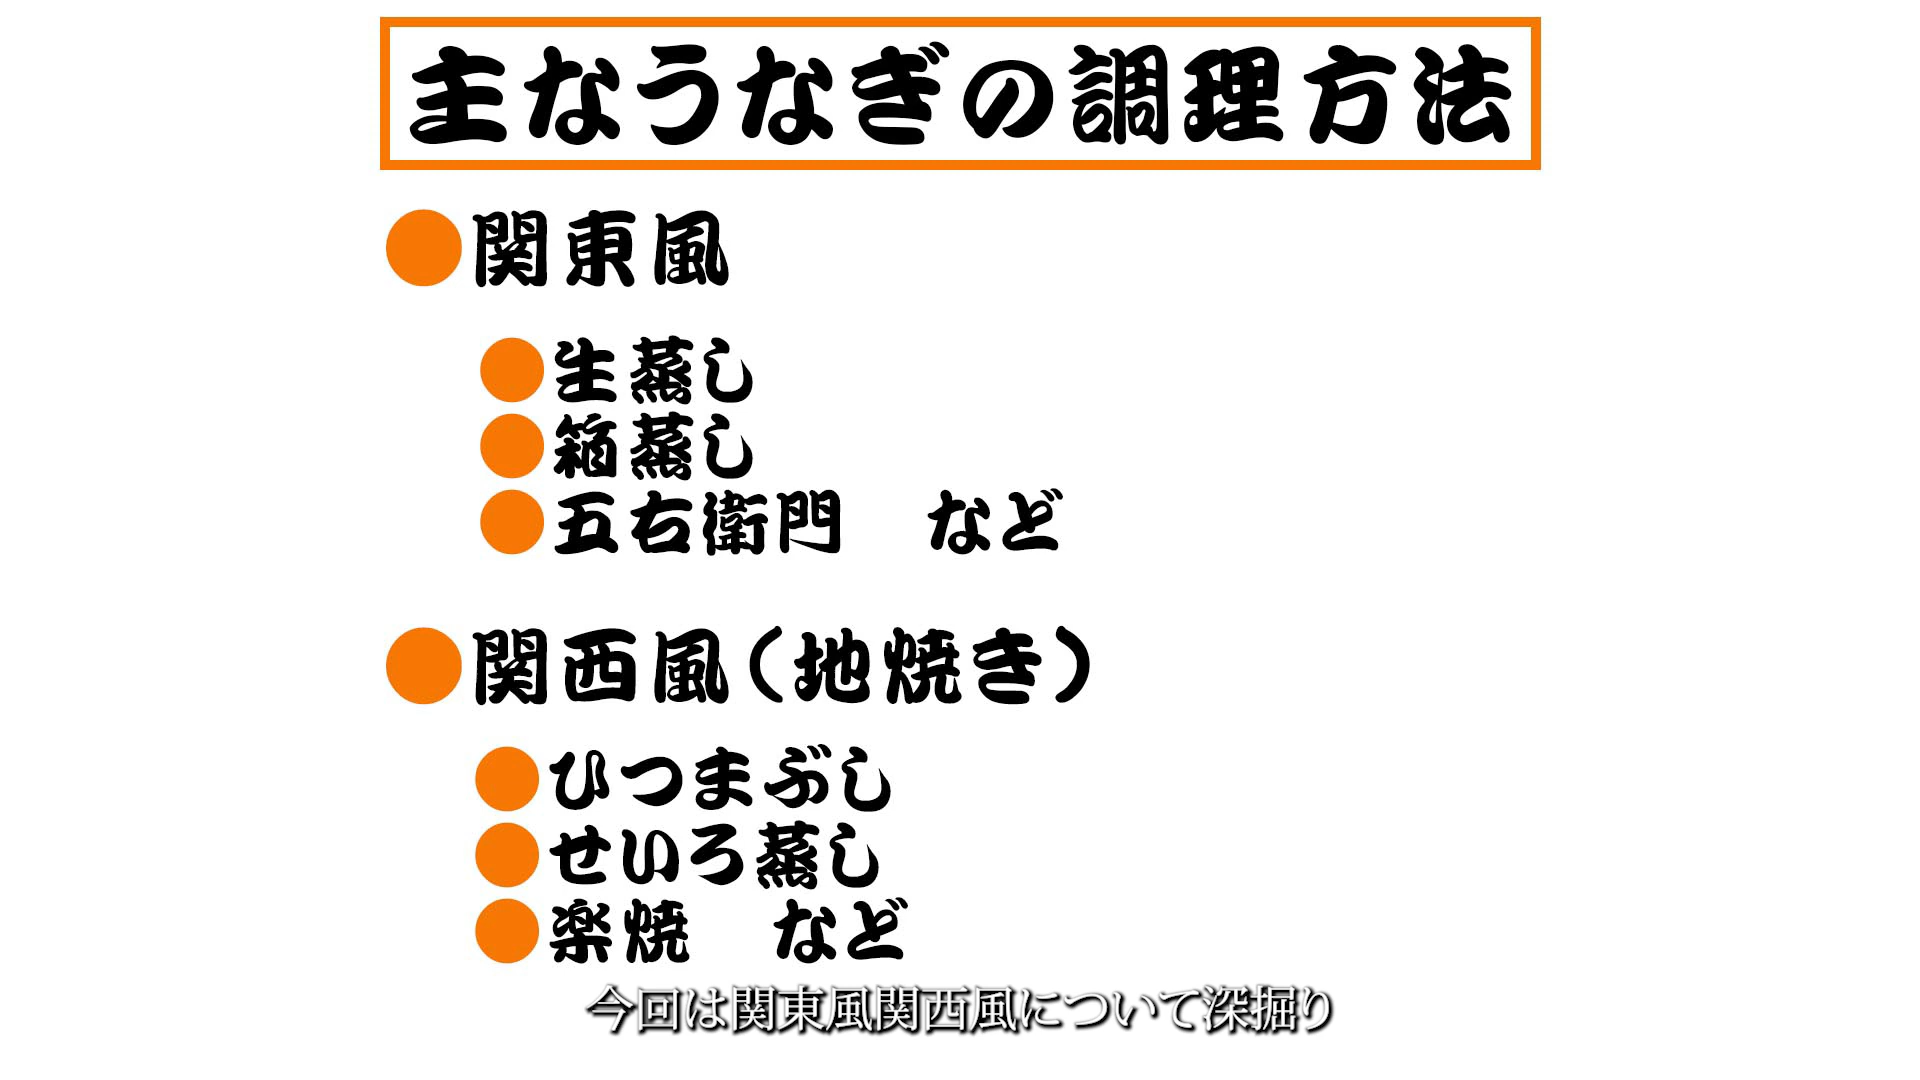 主なうなぎの調理方法
●関東風
●生蒸し
●箱蒸し
●五右衛門　など
●関西風(地焼き)
●ひつまぶし
●せいろ蒸し
●楽焼　など
今回は関東風関西風について深掘り